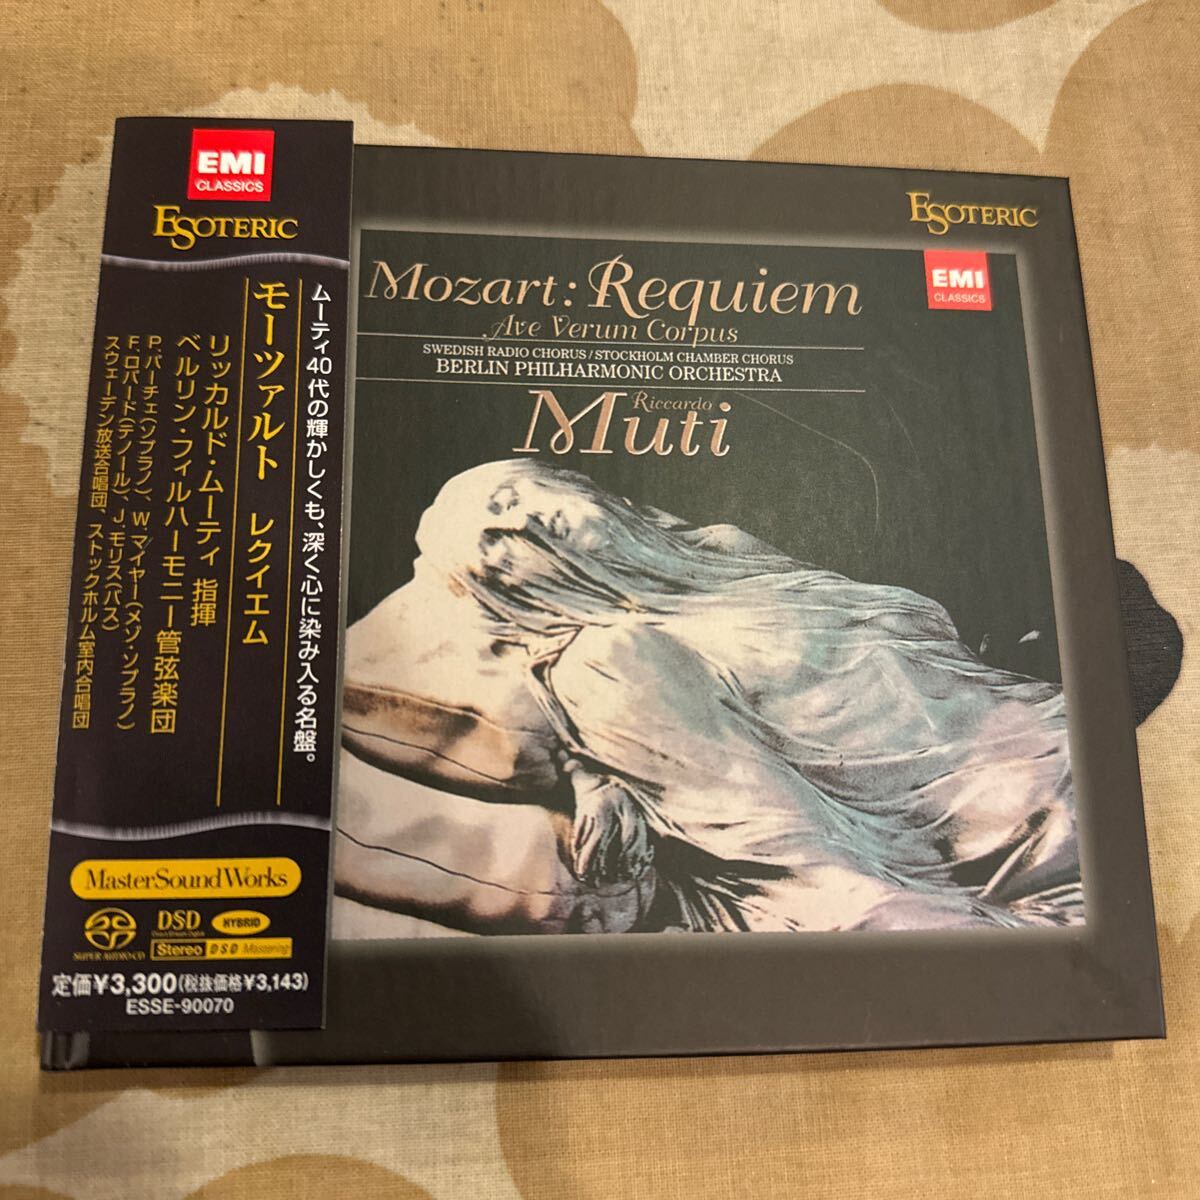 EMI
CLASSICS
ESOTERIC
ムーティ40代の輝かしくも、深く心に染み入る名盤。
モーツァルト レクイエム
リッカルド・ムーティ 指揮
ベルリン・フィルハーモニー管弦楽団
P.パーチェ(ソプラノ)、W.マイヤー(メゾ・ソプラノ)
F.ロパード(テノール)、J.モリス(バス)
スウェーデン放送合唱団、ストックホルム室内合唱団
MasterSoundWorks
SUPER AUDIO CD
DSD
Direct Stream Digital
HYBRID
Stereo DSD Mastering
定価¥3,300(税抜価格¥3,143)
ESSE-90070
ESOTERIC
EMI
CLASSICS
Mozart: Requiem
Ave Verum Corpus
SWEDISH RADIO CHORUS/STOCKHOLM CHAMBER CHORUS
BERLIN PHILHARMONIC ORCHESTRA
Riccardo
Muti